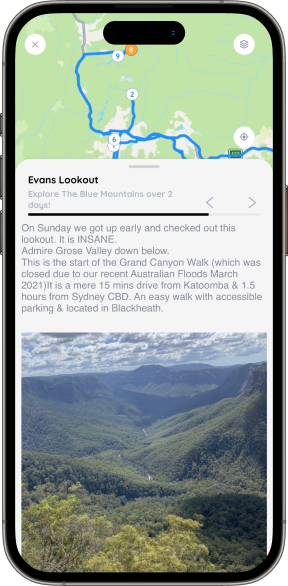 8
9
2
6
Evans Lookout
Explore The Blue Mountains over 2
days!
On Sunday we got up early and checked out this
lookout. It is INSANE.
Admire Grose Valley down below.
This is the start of the Grand Canyon Walk (which was
closed due to our recent Australian Floods March
2021)It is a mere 15 mins drive from Katoomba & 1.5
hours from Sydney CBD. An easy walk with accessible
parking & located in Blackheath.